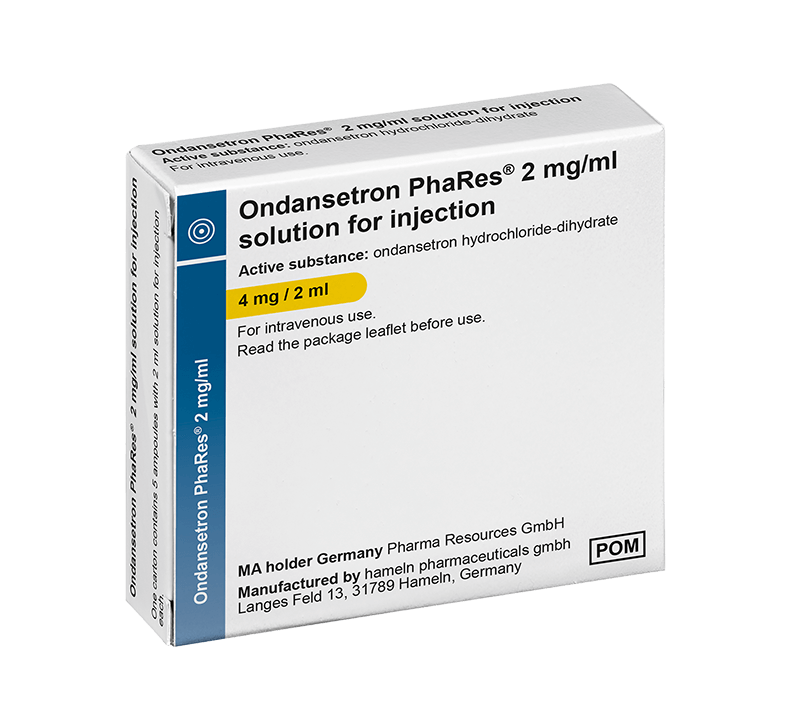 Ondansetron PhaRes® 2 mg/ml solution for injection
Active substance: ondansetron hydrochloride-dihydrate
For intravenous use.
Ondansetron PhaRes® 2 mg/ml
solution for injection
Active substance: ondansetron hydrochloride-dihydrate
4 mg / 2 ml
For intravenous use.
Read the package leaflet before use.
MA holder Germany Pharma Resources GmbH
Manufactured by hameln pharmaceuticals gmbh
Langes Feld 13, 31789 Hameln, Germany
POM
Ondansetron PhaRes® 2 mg/ml
Ondansetron PhaRes® 2 mg/ml solution for injection
One carton contains 5 ampoules with 2 ml solution for injection
each.